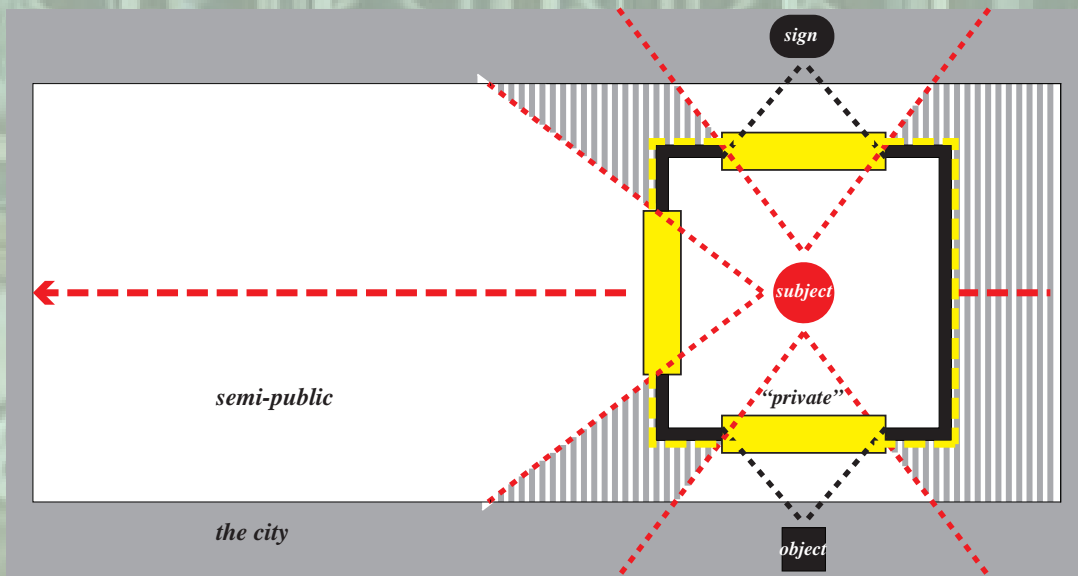 sign
subject
semi-public
“private”
the city
object